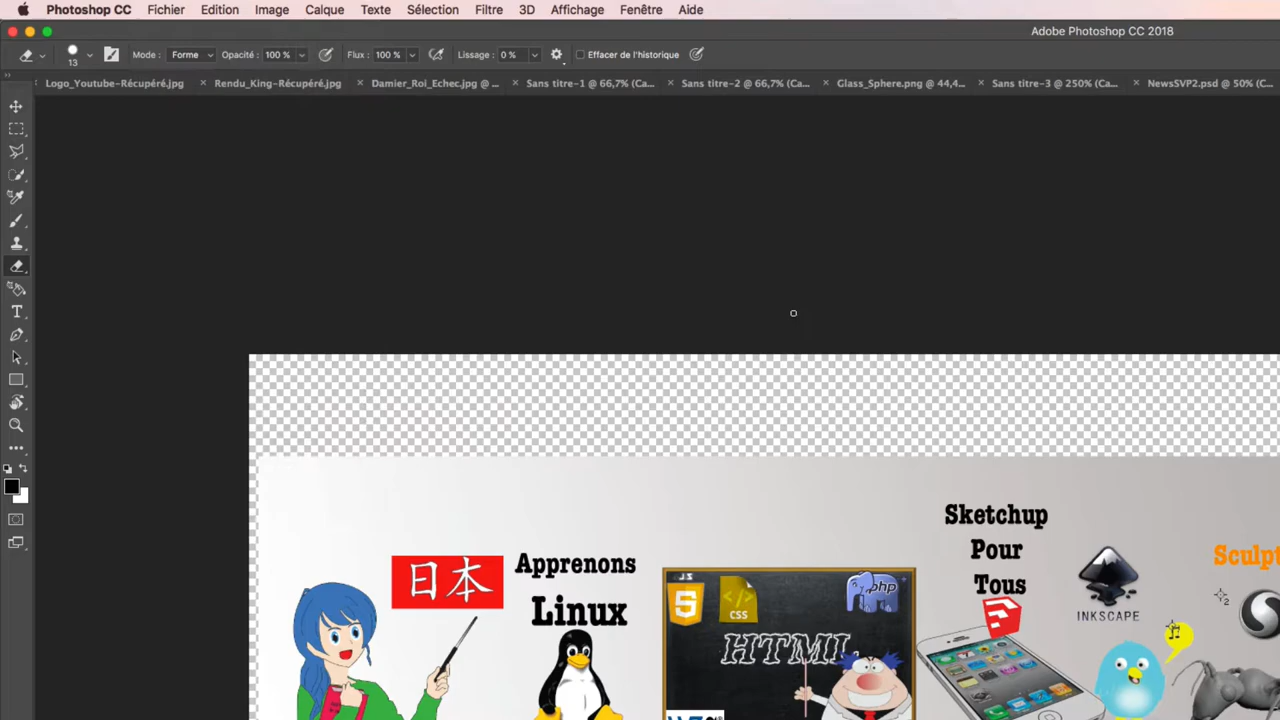 Photoshop CC Fichier Edition Image Calque Texte Sélection Filtre 3D Affichage Fenêtre Aide
Adobe Photoshop CC 2018
13 Mode : Forme Opacité : 100 % Flux : 100 % Lissage : 0 % Effacer de l'historique
Logo_Youtube-Récupéré.jpg Rendu_King-Récupéré.jpg Damier_Roi_Echec.jpg @ ... Sans titre-1 @ 66,7% (Ca... Sans titre-2 @ 66,7% (Ca... Glass_Sphere.png @ 44,4... Sans titre-3 @ 250% (Ca... NewsSVP2.psd @ 50% (C...
日本
Apprenons
Linux
JS
5
CSS
php
HTML
Sketchup
Pour
Tous
INKSCAPE
Sculpt